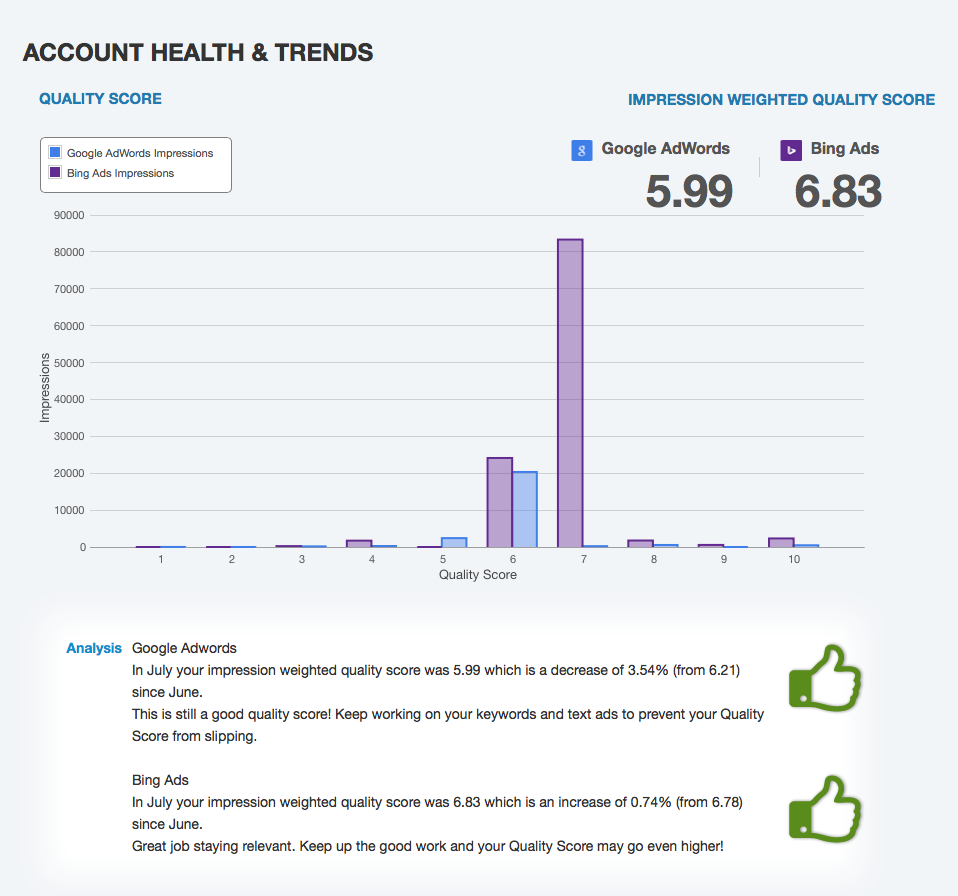 ACCOUNT HEALTH & TRENDS
QUALITY SCORE
IMPRESSION WEIGHTED QUALITY SCORE
Google AdWords Impressions
Bing Ads Impressions
g Google AdWords
5.99
b Bing Ads
6.83
90000
80000
70000
60000
50000
40000
30000
20000
10000
0
Impressions
1 2 3 4 5 6 7 8 9 10
Quality Score
Analysis Google Adwords
In July your impression weighted quality score was 5.99 which is a decrease of 3.54% (from 6.21)
since June.
This is still a good quality score! Keep working on your keywords and text ads to prevent your Quality
Score from slipping.
Bing Ads
In July your impression weighted quality score was 6.83 which is an increase of 0.74% (from 6.78)
since June.
Great job staying relevant. Keep up the good work and your Quality Score may go even higher!